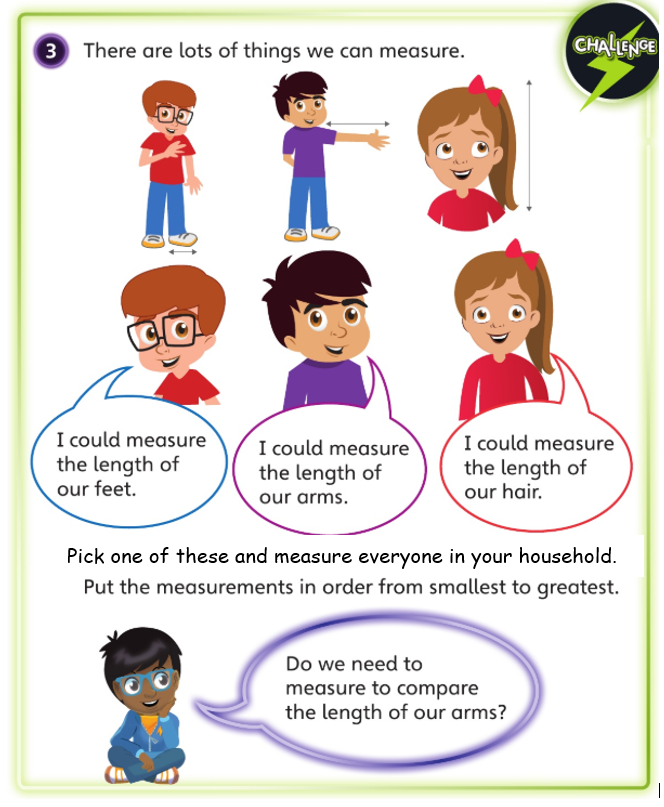 CHALLENGE
3 There are lots of things we can measure.
I could measure
the length of
our feet.
I could measure
the length of
our arms.
I could measure
the length of
our hair.
Pick one of these and measure everyone in your household.
Put the measurements in order from smallest to greatest.
Do we need to
measure to compare
the length of our arms?